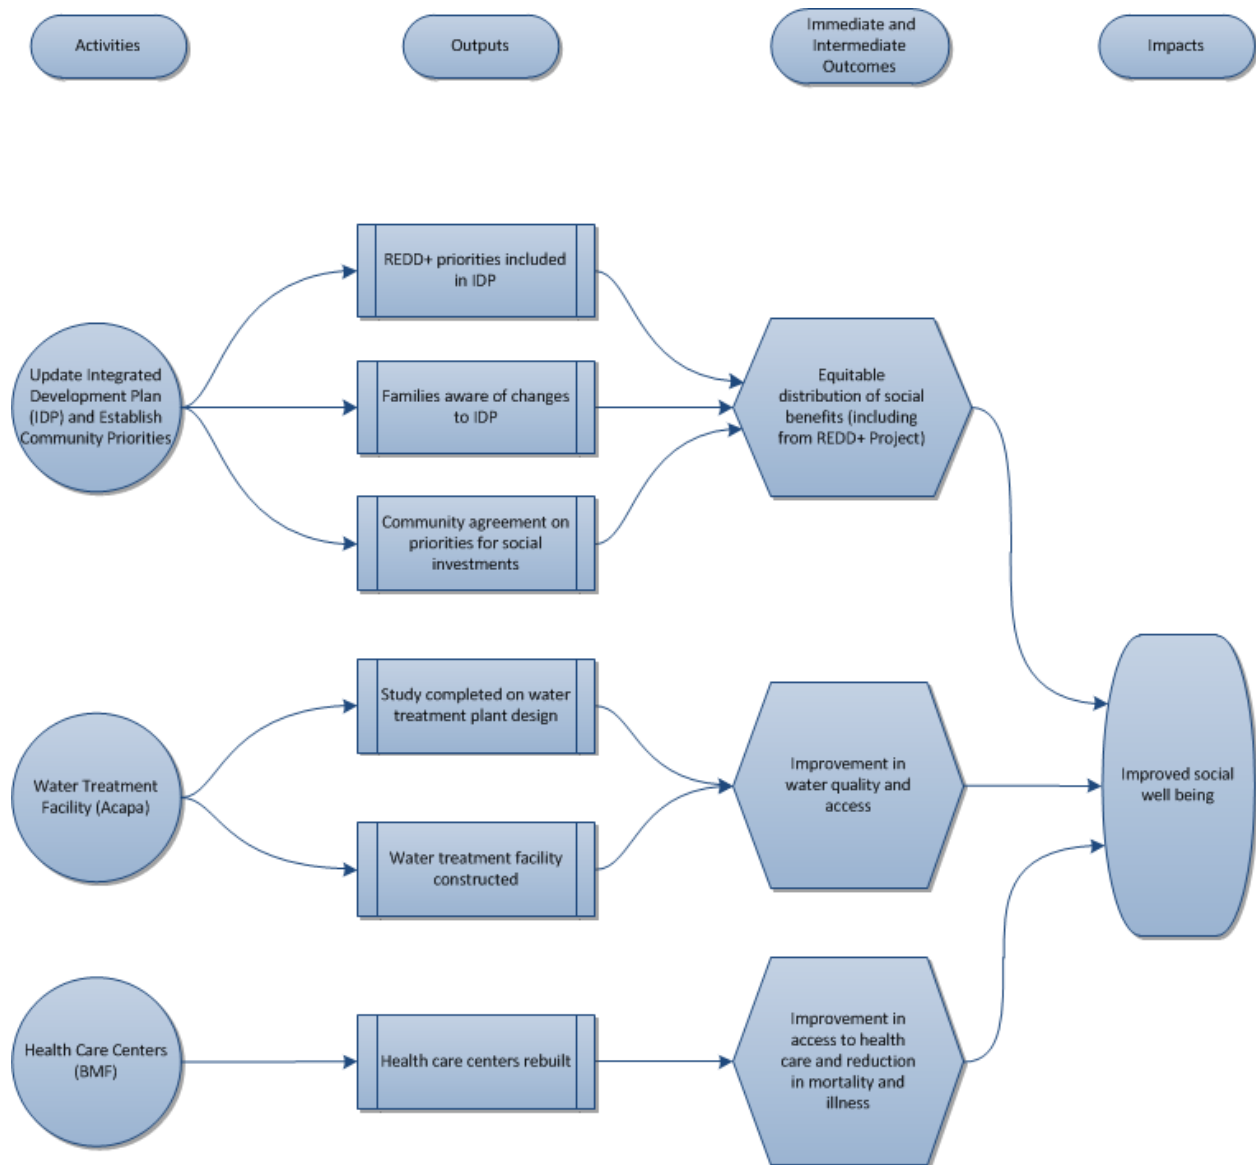 Activities
Outputs
Immediate and
Intermediate
Outcomes
Impacts
Update Integrated
Development Plan
(IDP) and Establish
Community Priorities
REDD+ priorities included
in IDP
Families aware of changes
to IDP
Community agreement on
priorities for social
investments
Equitable
distribution of social
benefits (including
from REDD+ Project)
Water Treatment
Facility (Acapa)
Study completed on water
treatment plant design
Water treatment facility
constructed
Improvement in
water quality and
access
Improved social
well being
Health Care Centers
(BMF)
Health care centers rebuilt
Improvement in
access to health
care and reduction
in mortality and
illness